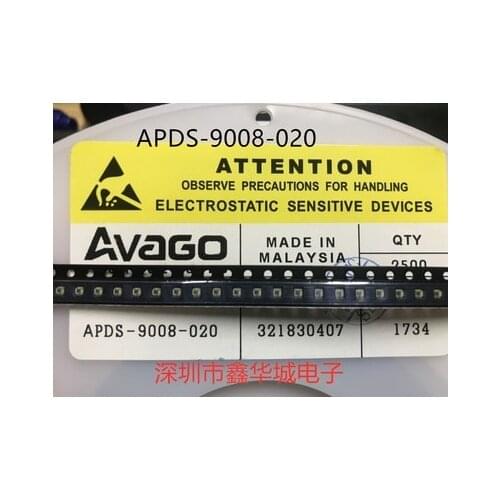 APDS-9008-020
ATTENTION
OBSERVE PRECAUTIONS FOR HANDLING
ELECTROSTATIC SENSITIVE DEVICES
AVAGO
MADE IN
MALAYSIA
QTY
2500
APDS-9008-020
321830407
1734
深圳市鑫华城电子